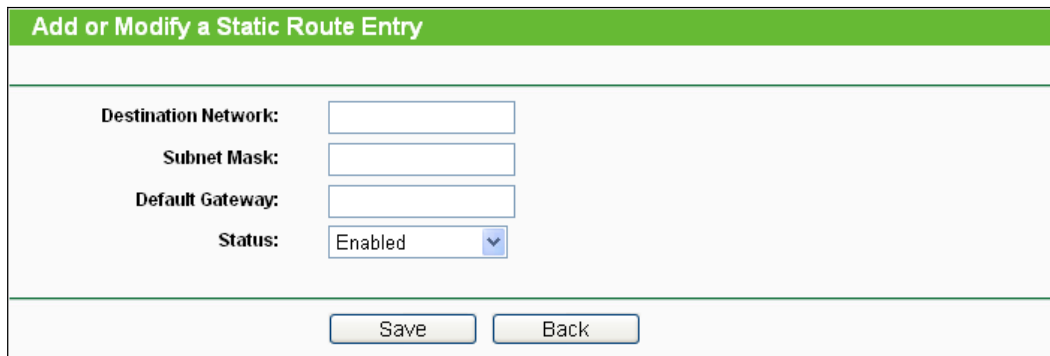 Add or Modify a Static Route Entry
Destination Network:
Subnet Mask:
Default Gateway:
Status: Enabled
Save Back